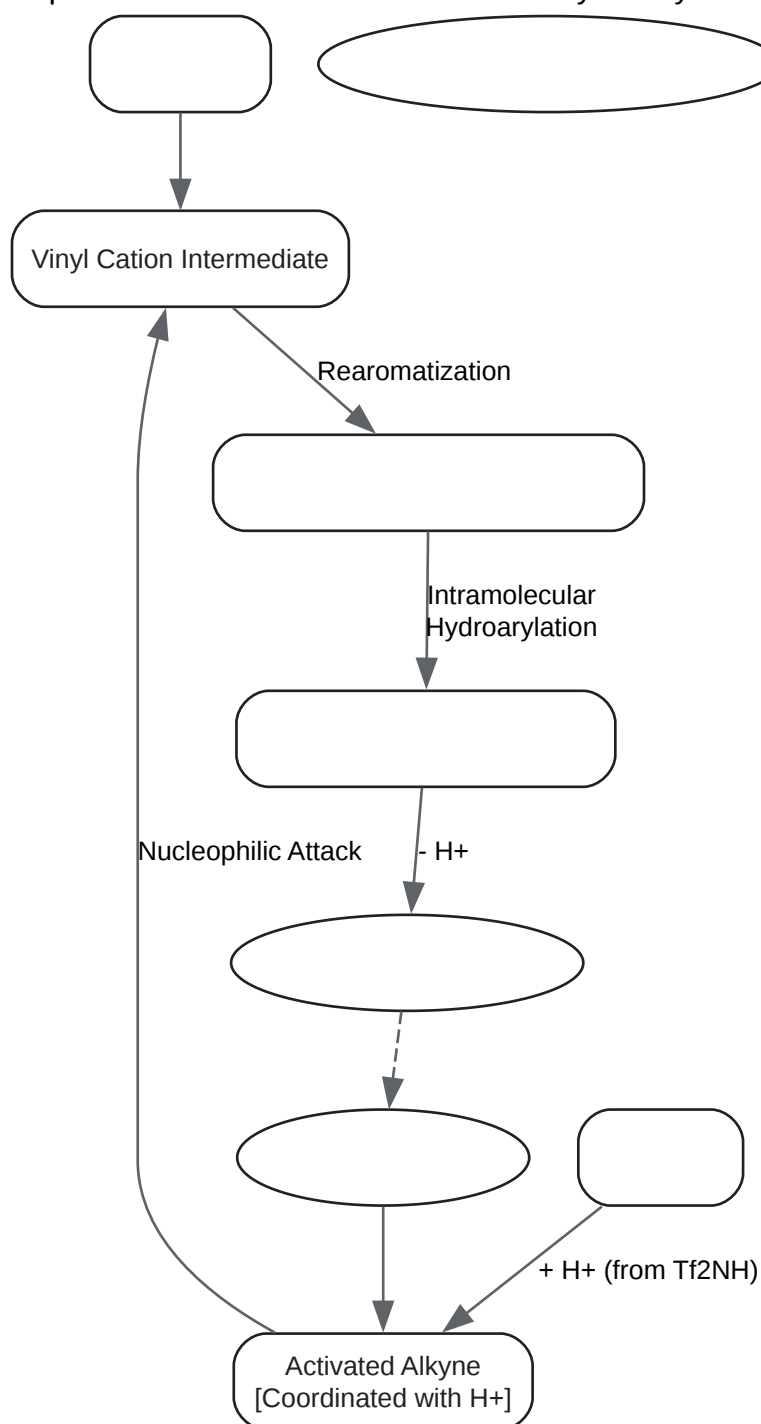 Vinyl Cation Intermediate
Rearomatization
Intramolecular
Hydroarylation
Nucleophilic Attack
- H+
+ H+ (from Tf2NH)
Activated Alkyne
[Coordinated with H+]